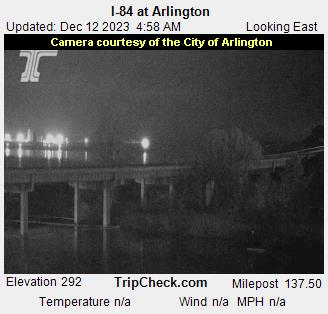 I-84 at Arlington
Updated: Dec 12 2023 4:58 AM Looking East
Camera courtesy of the City of Arlington
Elevation 292 TripCheck.com Milepost 137.50
Temperature n/a Wind n/a MPH n/a